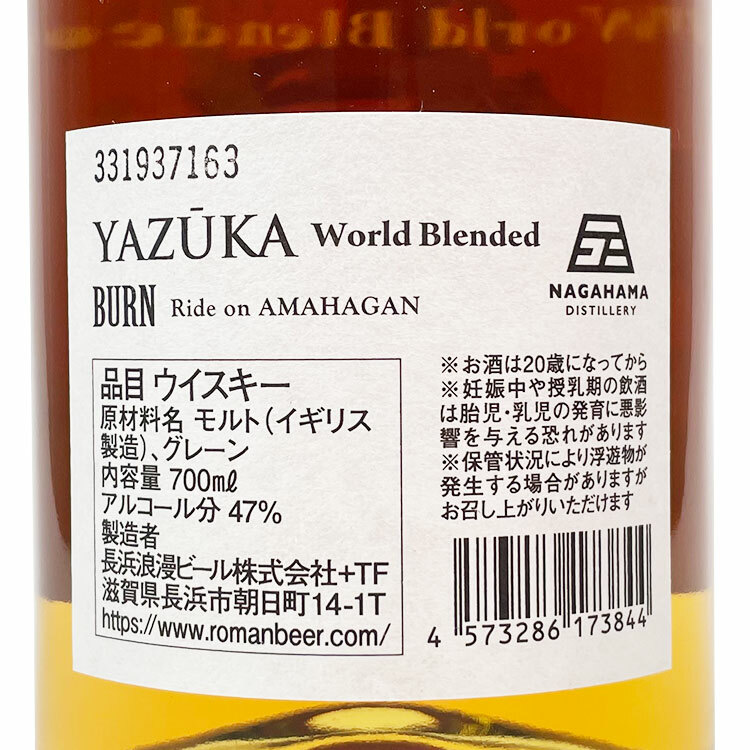 World Blended
331937163
YAZŪKA World Blended
BURN Ride on AMAHAGAN
NAGAHAMA
DISTILLERY
品目 ウイスキー
原材料名 モルト(イギリス
製造)、グレーン
内容量 700㎖
アルコール分 47%
製造者
長浜浪漫ビール株式会社+TF
滋賀県長浜市朝日町14-1T
https://www.romanbeer.com/
※お酒は20歳になってから
※妊娠中や授乳期の飲酒
は胎児・乳児の発育に悪影
響を与える恐れがあります
※保管状況により浮遊物が
発生する場合がありますが
お召し上がりいただけます
4 573286 173844